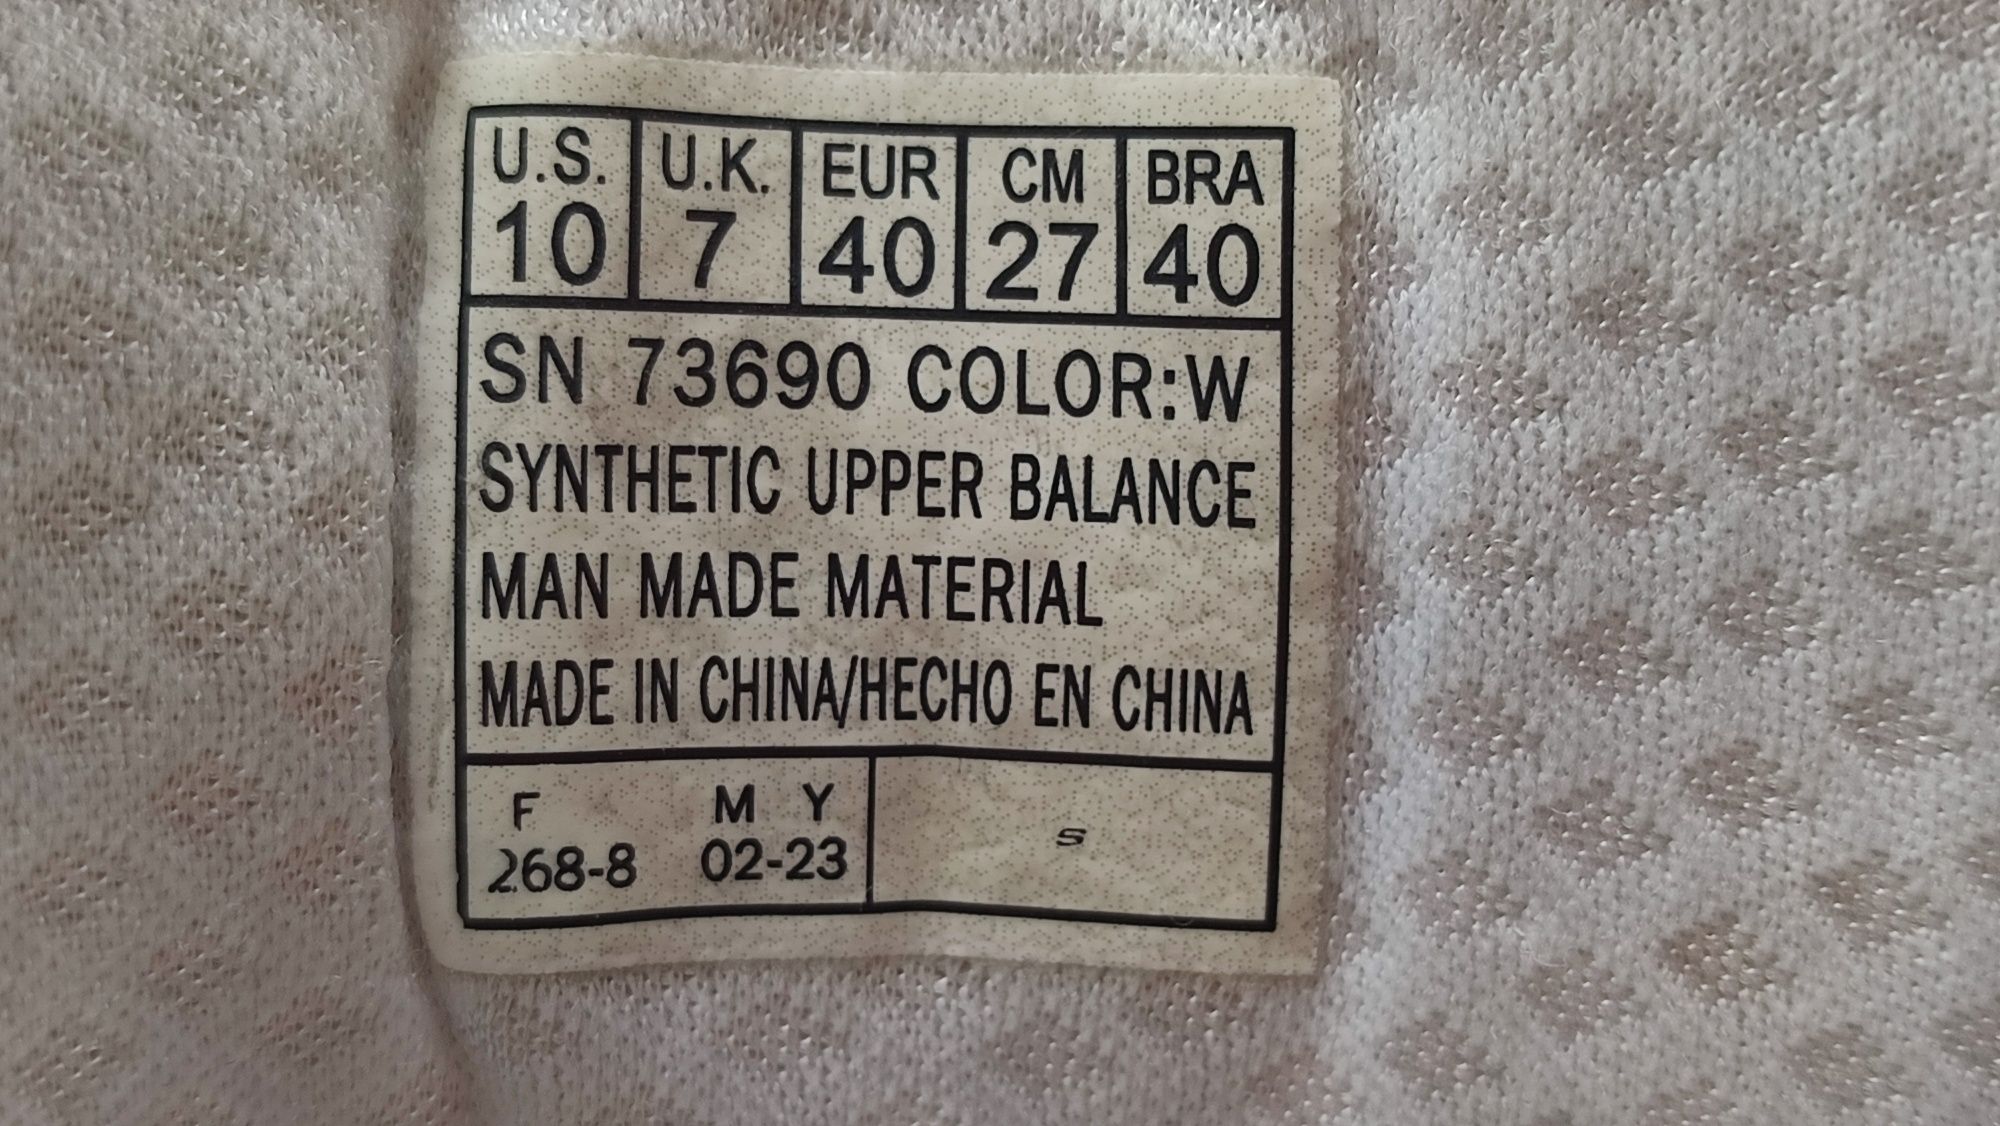 U.S. U.K. EUR CM BRA
10 7 40 27 40
SN 73690 COLOR:W
SYNTHETIC UPPER BALANCE
MAN MADE MATERIAL
MADE IN CHINA/HECHO EN CHINA
F M Y
268-8 02-23
S